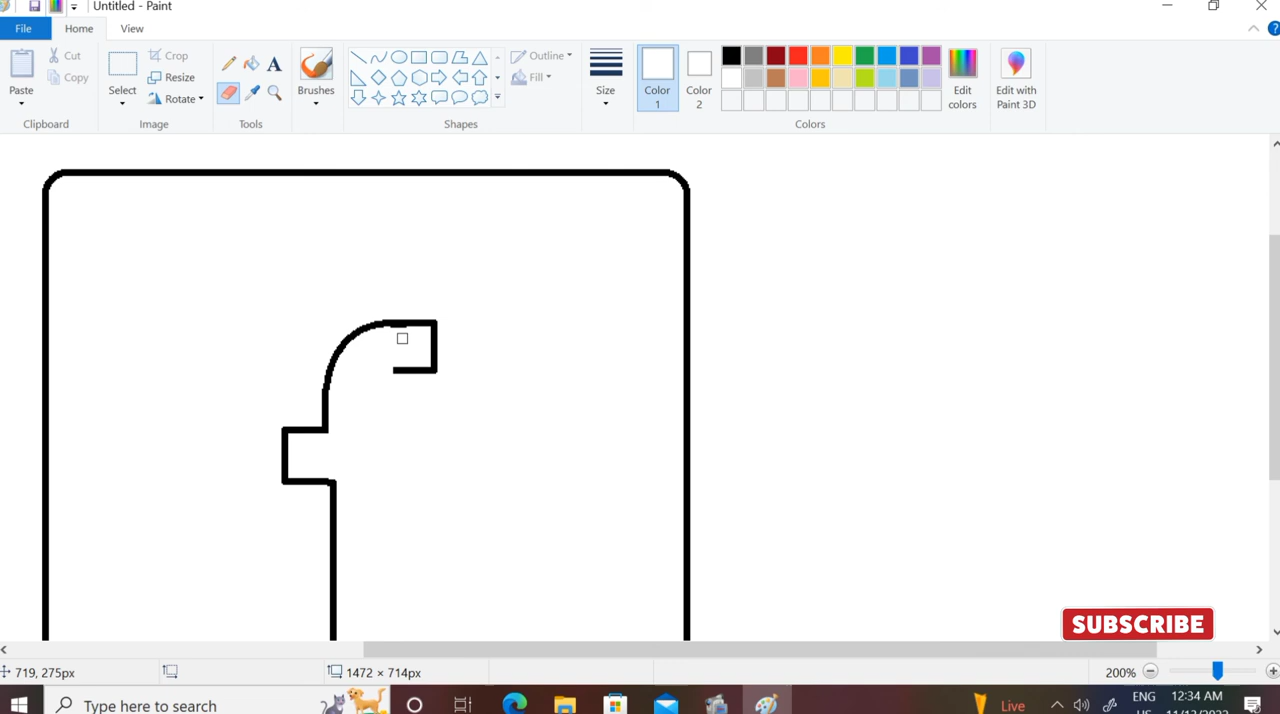 Untitled - Paint
File Home View
Paste
Cut
Copy
Clipboard
Select
Crop
Resize
Rotate
Image
A
Tools
Brushes
Outline
Fill
Shapes
Size
Color 1
Color 2
Edit colors
Colors
Edit with Paint 3D
SUBSCRIBE
719, 275px
1472 × 714px
200%
Type here to search
Live
ENG
12:34 AM